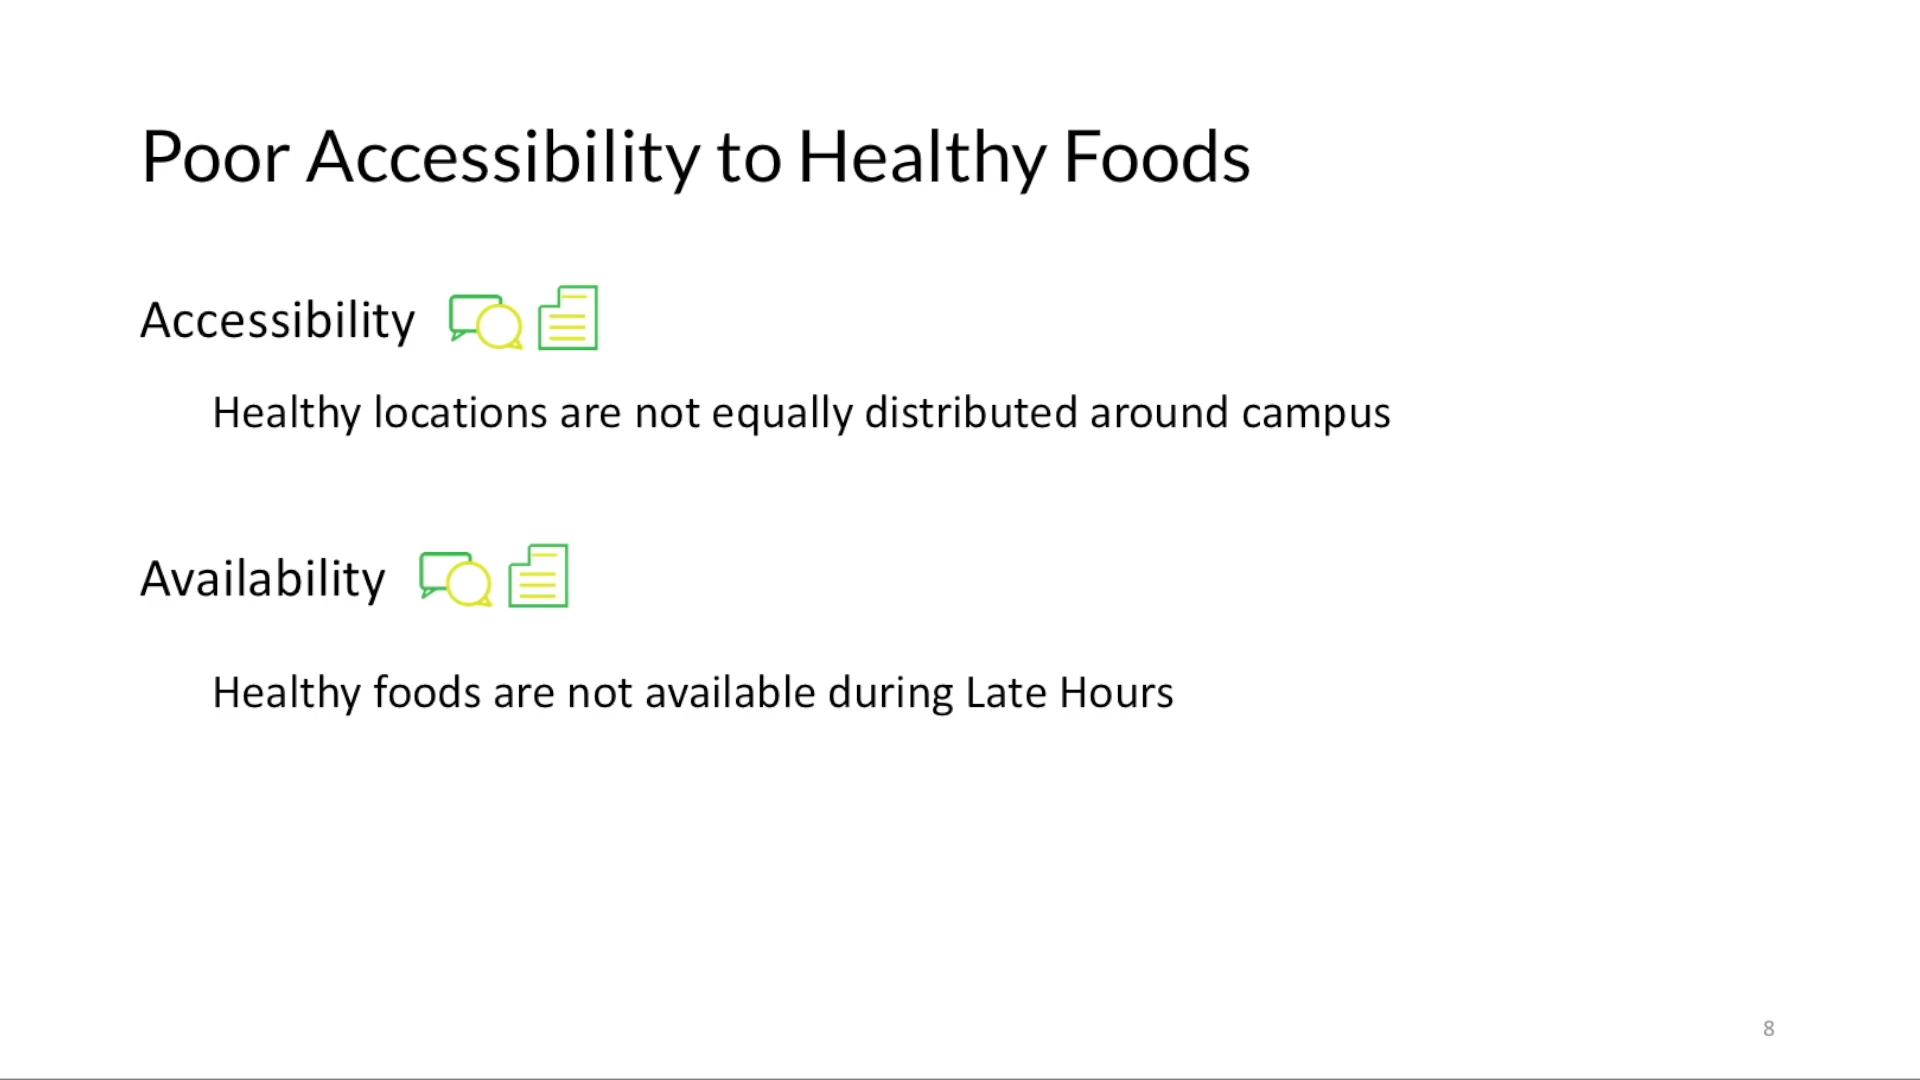 Poor Accessibility to Healthy Foods
Accessibility
Healthy locations are not equally distributed around campus
Availability
Healthy foods are not available during Late Hours
8